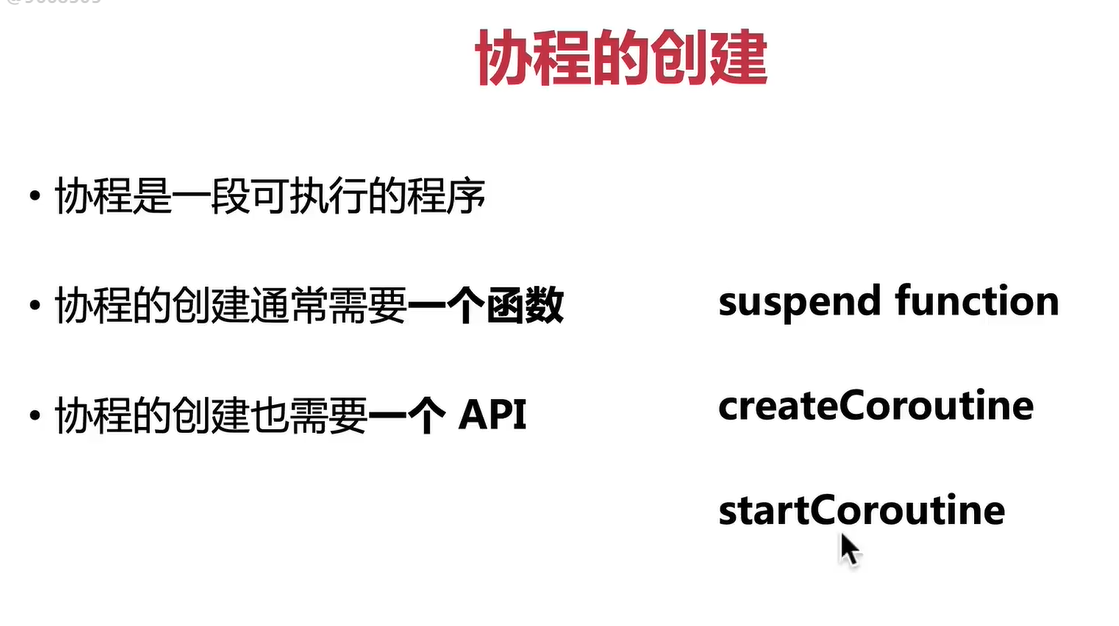 协程的创建
• 协程是一段可执行的程序
• 协程的创建通常需要一个函数
suspend function
• 协程的创建也需要一个 API
createCoroutine
startCoroutine